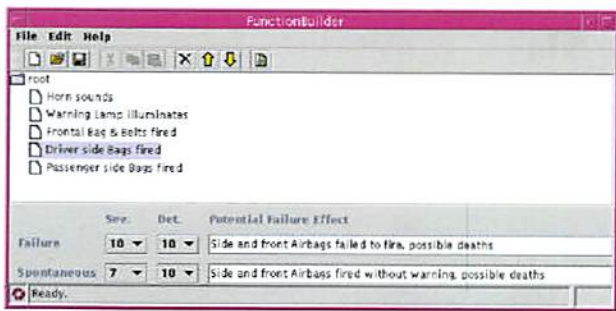 FunctionBuilder
File Edit Help
root
Horn sounds
Warning Lamp illuminates
Frontal Bag & Belts fired
Driver side Bags fired
Passenger side Bags fired
Sev. Det. Potential Failure Effect
Failure 10 10 Side and front Airbags failed to fire, possible deaths
Spontaneous 7 10 Side and front Airbags fired without warning, possible deaths
Ready.